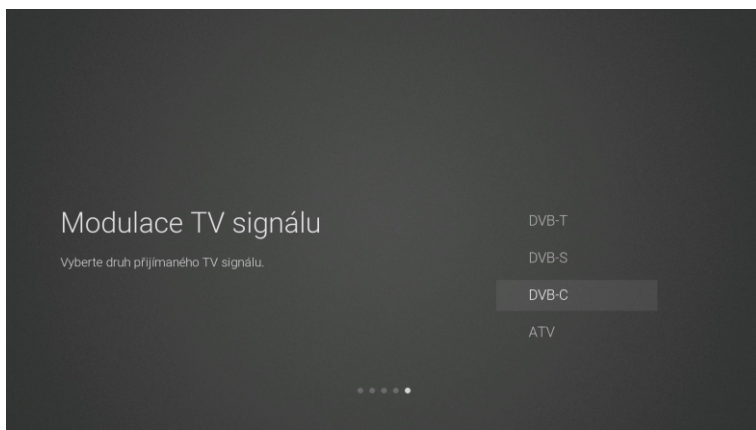 Modulace TV signálu
Vyberte druh přijímaného TV signálu.
DVB-T
DVB-S
DVB-C
ATV